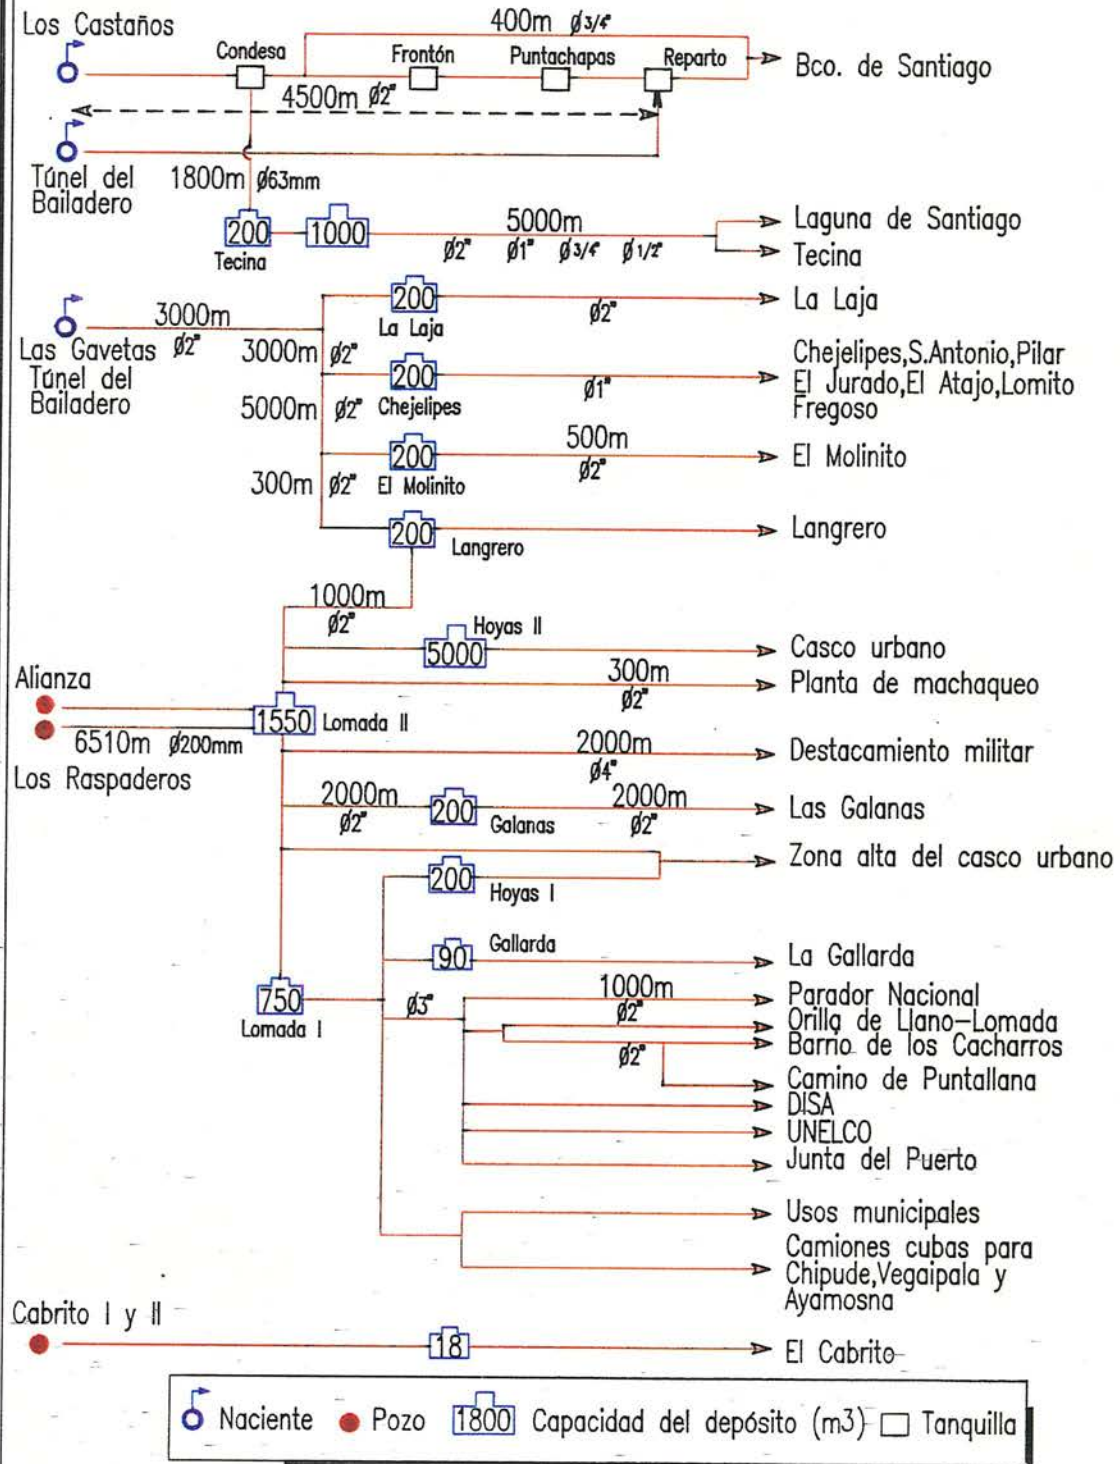 Los Castaños
400m Ø3/4"
Condesa
Frontón
Puntachapas
Reparto
Bco. de Santiago
4500m Ø2"
Túnel del
Bailadero
1800m Ø63mm
200
1000
Tecina
5000m
Ø2" Ø1" Ø3/4" Ø1/2"
Laguna de Santiago
Tecina
3000m
Ø2"
Las Gavetas
Túnel del
Bailadero
200
La Laja
Ø2"
La Laja
3000m Ø2"
200
Chejelipes
Ø1"
Chejelipes,S.Antonio,Pilar
El Jurado,El Atajo,Lomito
Fregoso
5000m Ø2"
200
El Molinito
500m
Ø2"
El Molinito
300m Ø2"
200
Langrero
Langrero
1000m
Ø2"
Hoyas II
5000
Casco urbano
300m
Ø2"
Planta de machaqueo
Alianza
1550
Lomada II
6510m Ø200mm
Los Raspaderos
2000m
Ø4"
Destacamiento militar
2000m
Ø2"
200
Galanas
2000m
Ø2"
Las Galanas
Zona alta del casco urbano
200
Hoyas I
Gallarda
90
La Gallarda
750
Lomada I
Ø3"
1000m
Ø2"
Parador Nacional
Orilla de Llano-Lomada
Barrio de los Cacharros
Ø2"
Camino de Puntallana
DISA
UNELCO
Junta del Puerto
Usos municipales
Camiones cubas para
Chipude,Vegaipala y
Ayamosna
Cabrito I y II
18
El Cabrito
Naciente
Pozo
1800
Capacidad del depósito (m3)
Tanquilla